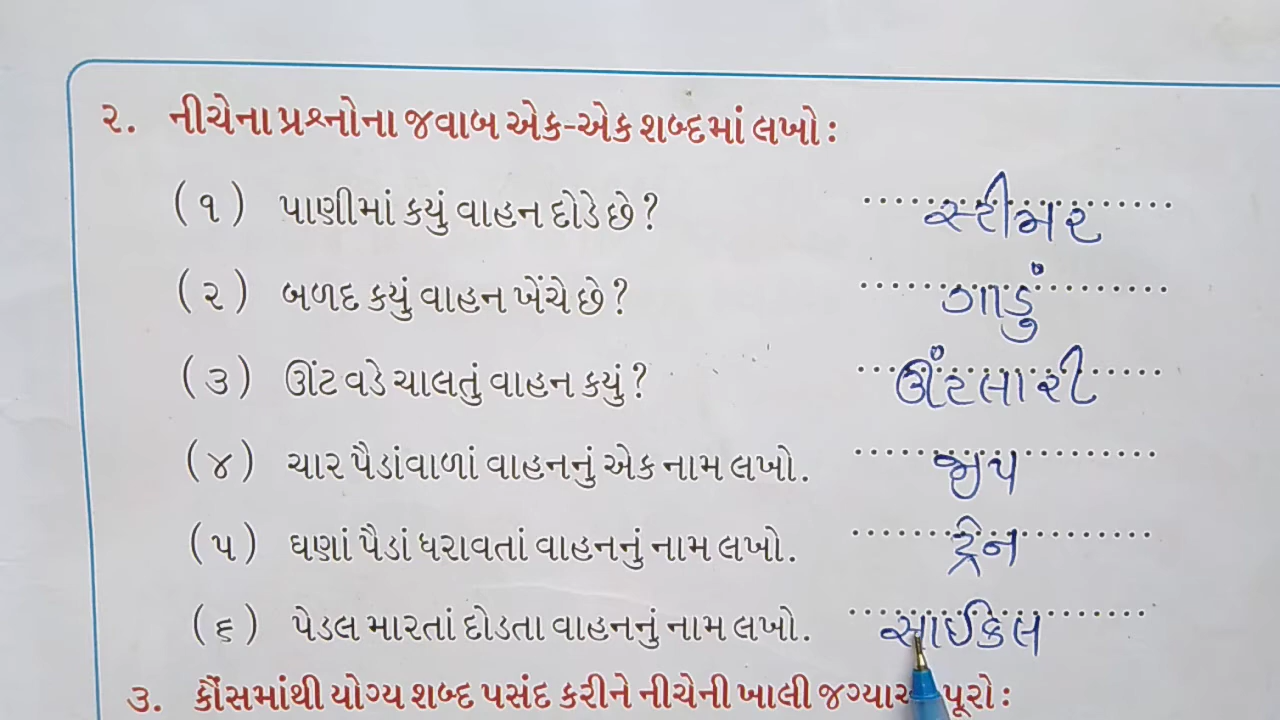 ૨. નીચેના પ્રશ્નોના જવાબ એક-એક શબ્દમાં લખો :
(૧) પાણીમાં કયું વાહન દોડે છે ? સ્ટીમર
(૨) બળદ કયું વાહન ખેંચે છે ? ગાડું
(૩) ઊંટ વડે ચાલતું વાહન કયું ? ઊંટલારી
(૪) ચાર પૈડાંવાળાં વાહનનું એક નામ લખો. જીપ
(૫) ઘણાં પૈડાં ધરાવતાં વાહનનું નામ લખો. ટ્રેન
(૬) પેડલ મારતાં દોડતા વાહનનું નામ લખો. સાઈકલ
૩. કૌંસમાંથી યોગ્ય શબ્દ પસંદ કરીને નીચેની ખાલી પૂરો :